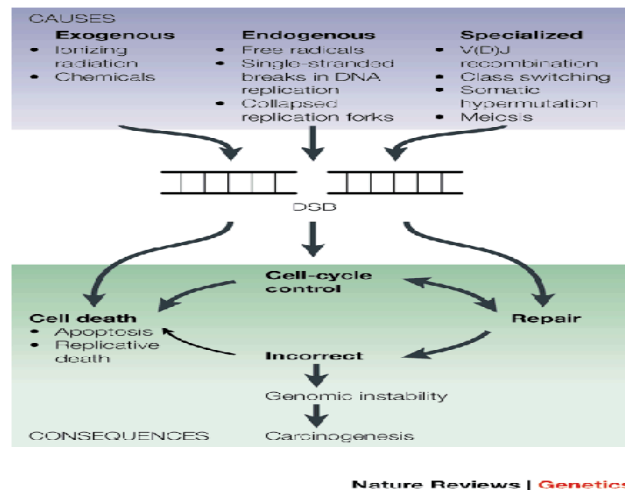 CAUSES
Exogenous
• Ionizing
radiation
• Chemicals
Endogenous
• Free radicals
• Single-stranded
breaks in DNA
replication
• Collapsed
replication forks
Specialized
• V(D)J
recombination
• Class switching
• Somatic
hypermutation
• Meiosis
DSB
Cell-cycle
control
Cell death
• Apoptosis
• Replicative
death
Repair
Incorrect
Genomic instability
CONSEQUENCES
Carcinogenesis
Nature Reviews | Genetics